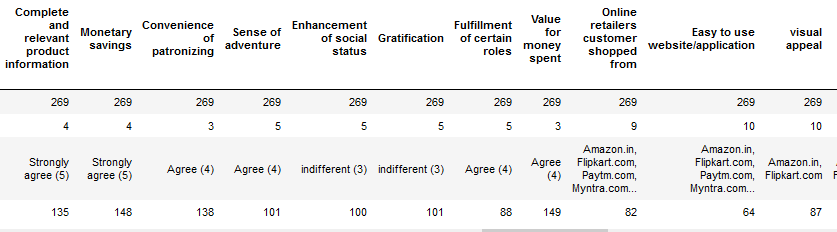 Complete
and
relevant
product
information
Monetary
savings
Convenience
of
patronizing
Sense of
adventure
Enhancement
of social
status
Gratification
Fulfillment
of certain
roles
Value
for
money
spent
Online
retailers
customer
shopped
from
Easy to use
website/application
visual
appeal
269 269 269 269 269 269 269 269 269 269 269
4 4 3 5 5 5 5 3 9 10 10
Strongly
agree (5)
Strongly
agree (5)
Agree (4)
Agree (4)
indifferent (3)
indifferent (3)
Agree (4)
Agree
(4)
Amazon.in,
Flipkart.com,
Paytm.com,
Myntra.com...
Amazon.in,
Flipkart.com,
Paytm.com,
Myntra.com...
Amazon.in,
Flipkart.com
135 148 138 101 100 101 88 149 82 64 87